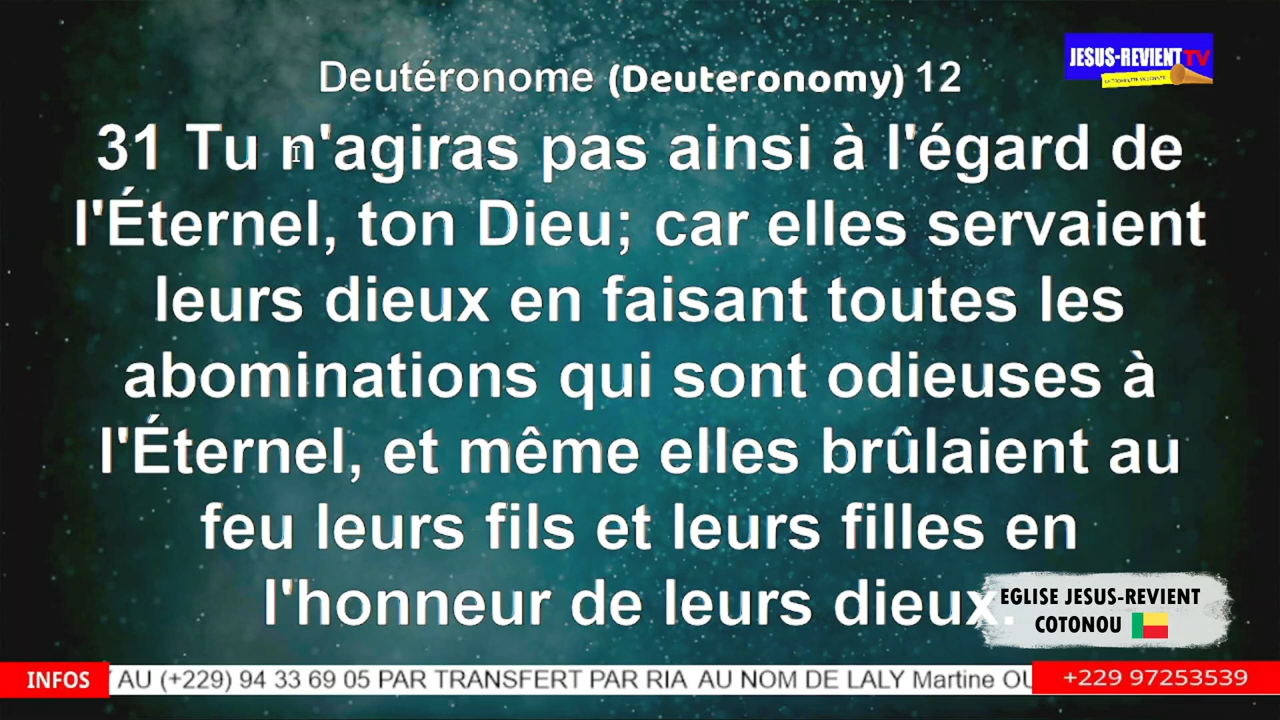 JESUS-REVIENT TV
Deutéronome (Deuteronomy) 12
31 Tu n'agiras pas ainsi à l'égard de
l'Éternel, ton Dieu; car elles servaient
leurs dieux en faisant toutes les
abominations qui sont odieuses à
l'Éternel, et même elles brûlaient au
feu leurs fils et leurs filles en
l'honneur de leurs dieux.
EGLISE JESUS-REVIENT
COTONOU
INFOS AU (+229) 94 33 69 05 PAR TRANSFERT PAR RIA AU NOM DE LALY Martine OU +229 97253539